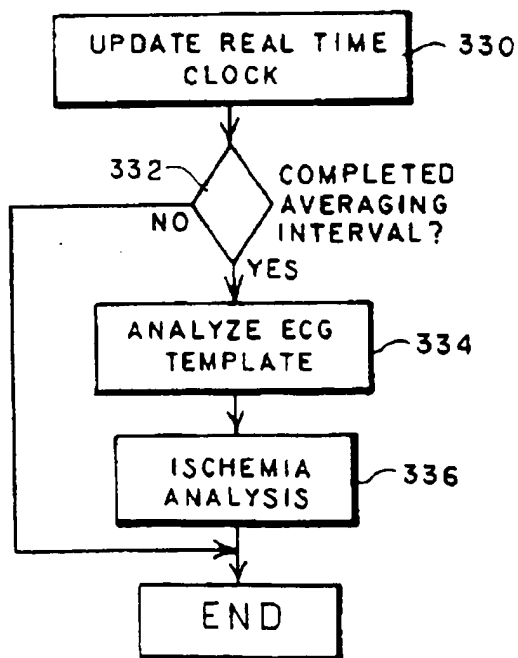 UPDATE REAL TIME
CLOCK
330
332
COMPLETED
AVERAGING
INTERVAL?
NO
YES
ANALYZE ECG
TEMPLATE
334
ISCHEMIA
ANALYSIS
336
END